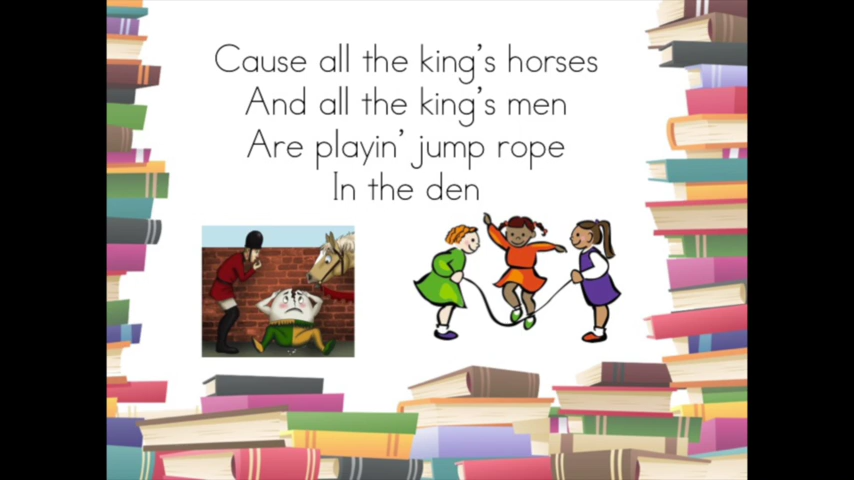 Cause all the king's horses
And all the king's men
Are playin' jump rope
In the den